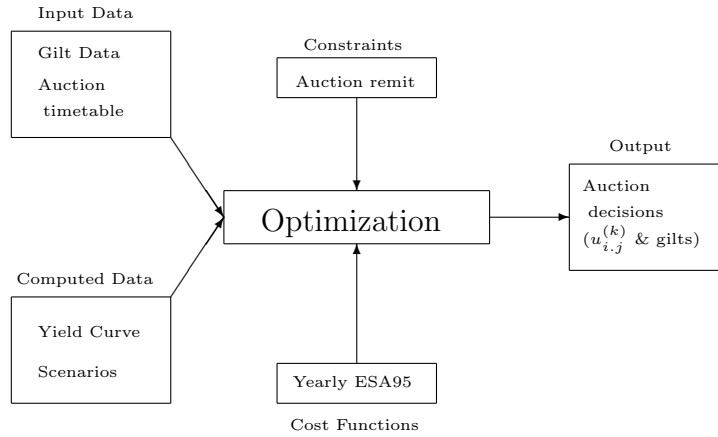 Input Data
Gilt Data
Auction
timetable
Constraints
Auction remit
Optimization
Output
Auction
decisions
(u_{i.j}^{(k)} & gilts)
Computed Data
Yield Curve
Scenarios
Yearly ESA95
Cost Functions